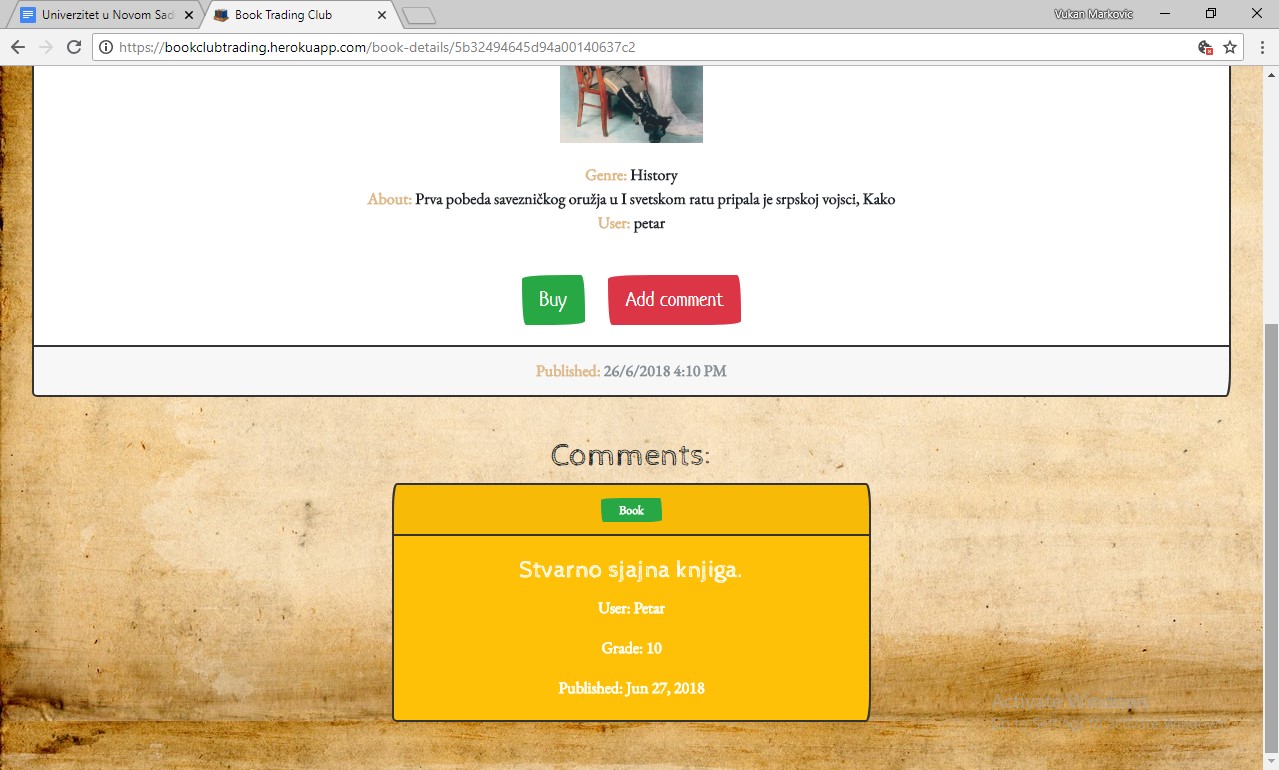 Univerzitet u Novom Sad
Book Trading Club
Vukan Markovic
https://bookclubtrading.herokuapp.com/book-details/5b32494645d94a00140637c2
Genre: History
About: Prva pobeda savezničkog oružja u I svetskom ratu pripala je srpskoj vojsci, Kako
User: petar
Buy
Add comment
Published: 26/6/2018 4:10 PM
Comments:
Book
Stvarno sjajna knjiga.
User: Petar
Grade: 10
Published: Jun 27, 2018
Activate Windows